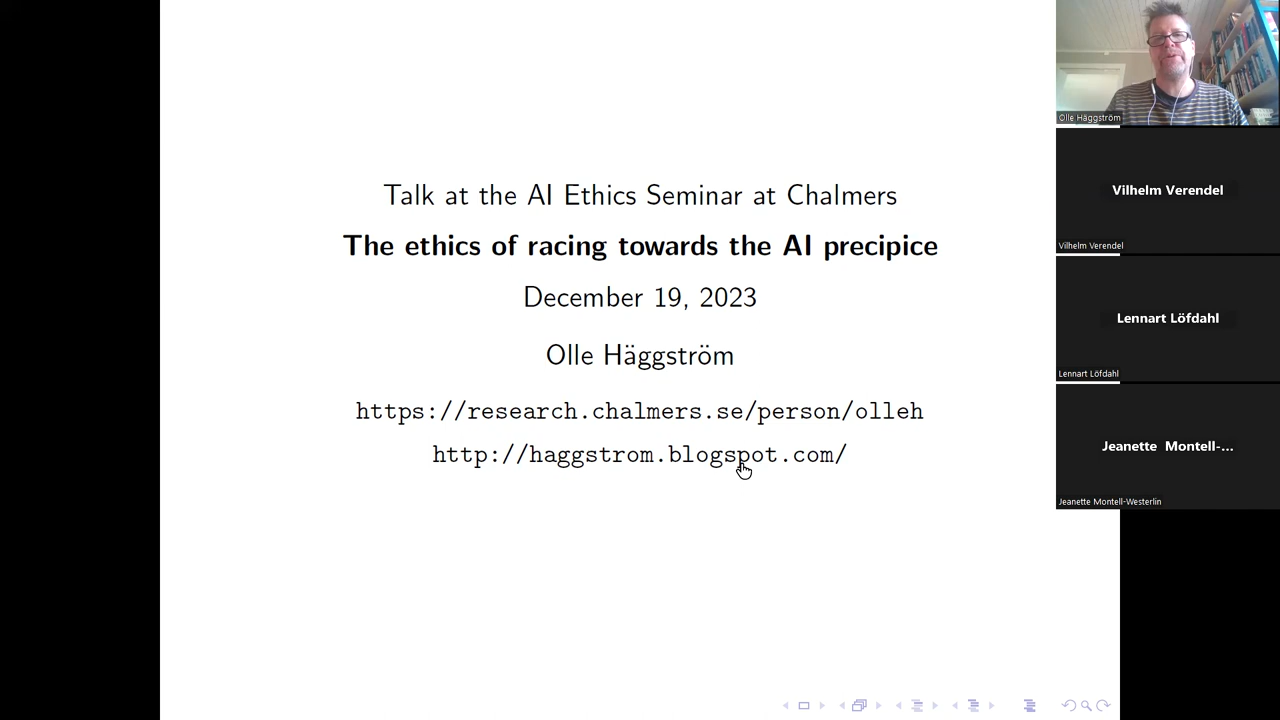 Talk at the AI Ethics Seminar at Chalmers
The ethics of racing towards the AI precipice
December 19, 2023
Olle Häggström
https://research.chalmers.se/person/olleh
http://haggstrom.blogspot.com/
Olle Häggström
Vilhelm Verendel
Vilhelm Verendel
Lennart Löfdahl
Lennart Löfdahl
Jeanette Montell-...
Jeanette Montell-Westerlin